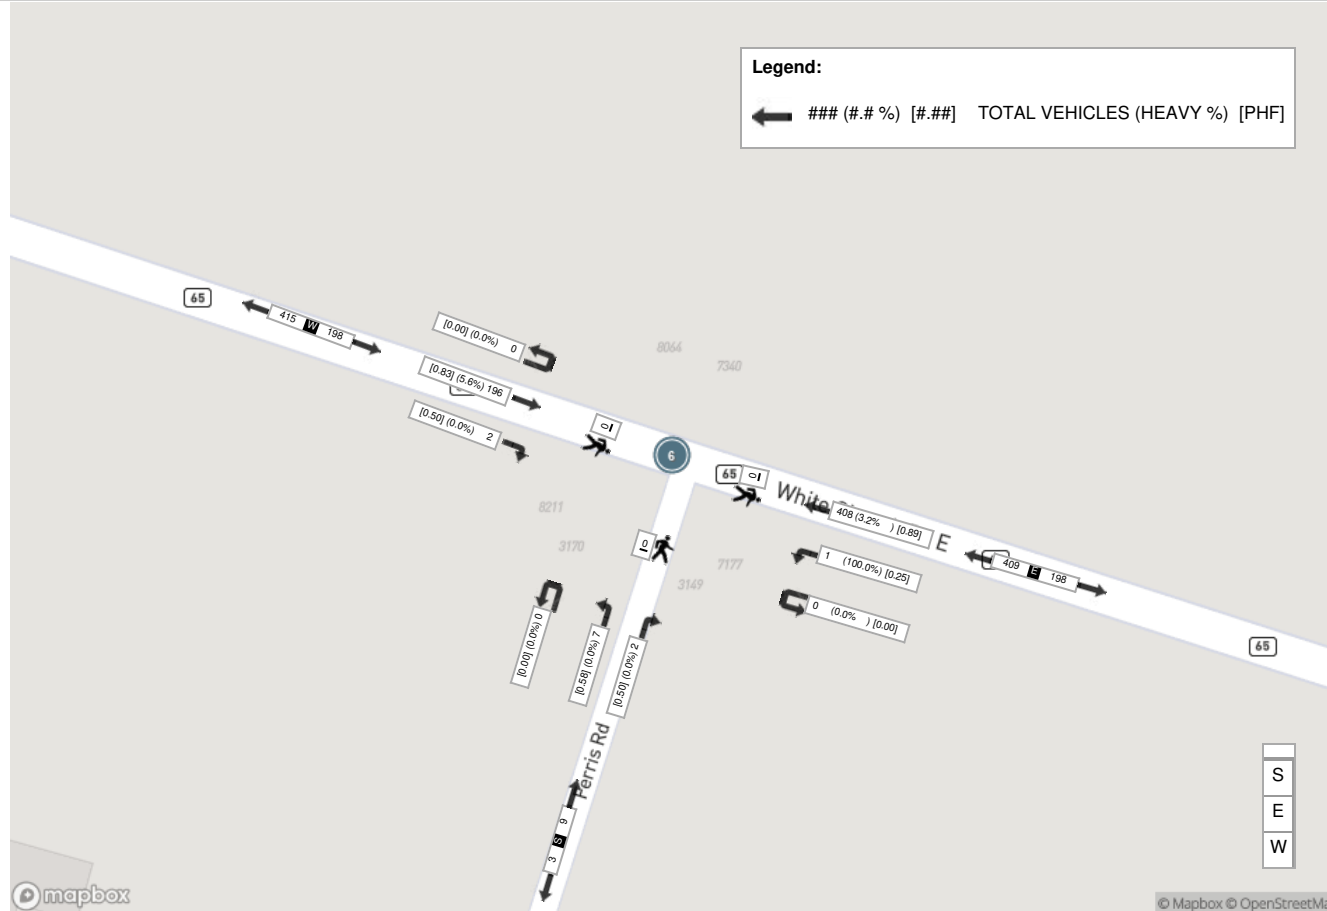 Legend:
### (#.# %) [#.##] TOTAL VEHICLES (HEAVY %) [PHF]
65
415 W 198
[0.00] (0.0%) 0
8064
7340
[0.83] (5.6%) 196
[0.50] (0.0%) 2
0
6
65
0
White
E
408 (3.2% ) [0.89]
8211
3170
0
7177
3149
1 (100.0%) [0.25]
409 E 198
0 (0.0% ) [0.00]
65
[0.00] (0.0%) 0
[0.58] (0.0%) 7
[0.50] (0.0%) 2
Perris Rd
3 S 9
S
E
W
mapbox
© Mapbox © OpenStreetMa